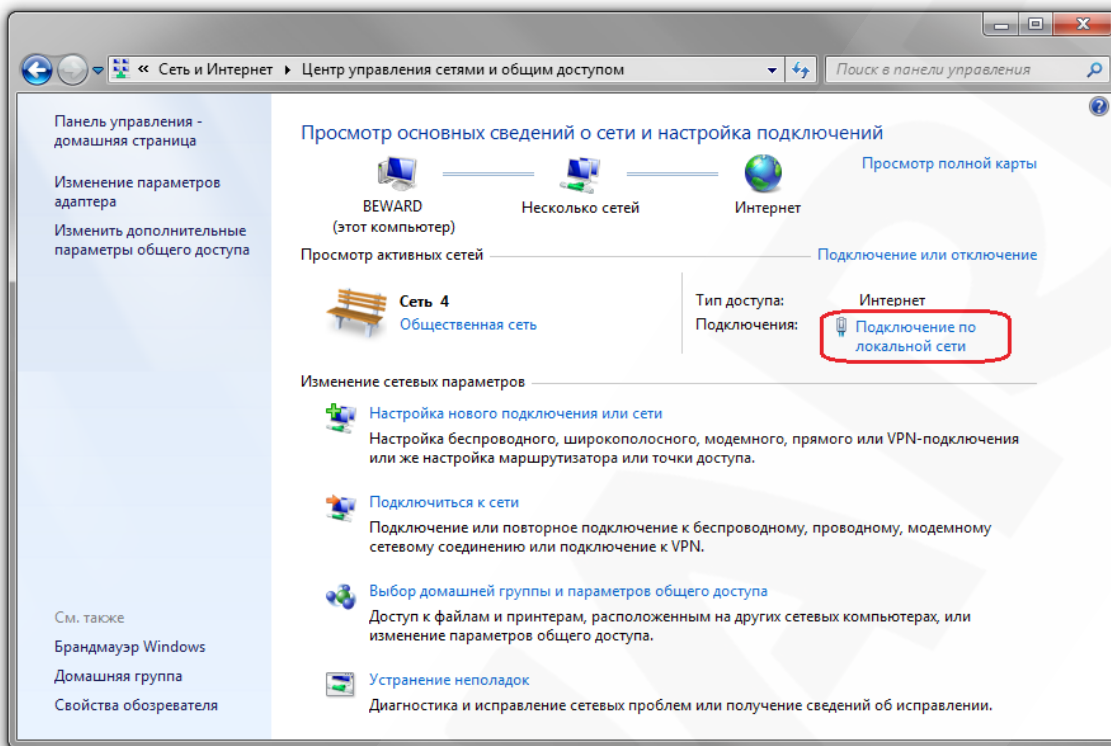 « Сеть и Интернет ▸ Центр управления сетями и общим доступом
Поиск в панели управления
Панель управления -
домашняя страница
Изменение параметров
адаптера
Изменить дополнительные
параметры общего доступа
См. также
Брандмауэр Windows
Домашняя группа
Свойства обозревателя
Просмотр основных сведений о сети и настройка подключений
Просмотр полной карты
BEWARD
(этот компьютер)
Несколько сетей
Интернет
Просмотр активных сетей
Подключение или отключение
Сеть 4
Общественная сеть
Тип доступа: Интернет
Подключения: Подключение по
локальной сети
Изменение сетевых параметров
Настройка нового подключения или сети
Настройка беспроводного, широкополосного, модемного, прямого или VPN-подключения
или же настройка маршрутизатора или точки доступа.
Подключиться к сети
Подключение или повторное подключение к беспроводному, проводному, модемному
сетевому соединению или подключение к VPN.
Выбор домашней группы и параметров общего доступа
Доступ к файлам и принтерам, расположенным на других сетевых компьютерах, или
изменение параметров общего доступа.
Устранение неполадок
Диагностика и исправление сетевых проблем или получение сведений об исправлении.